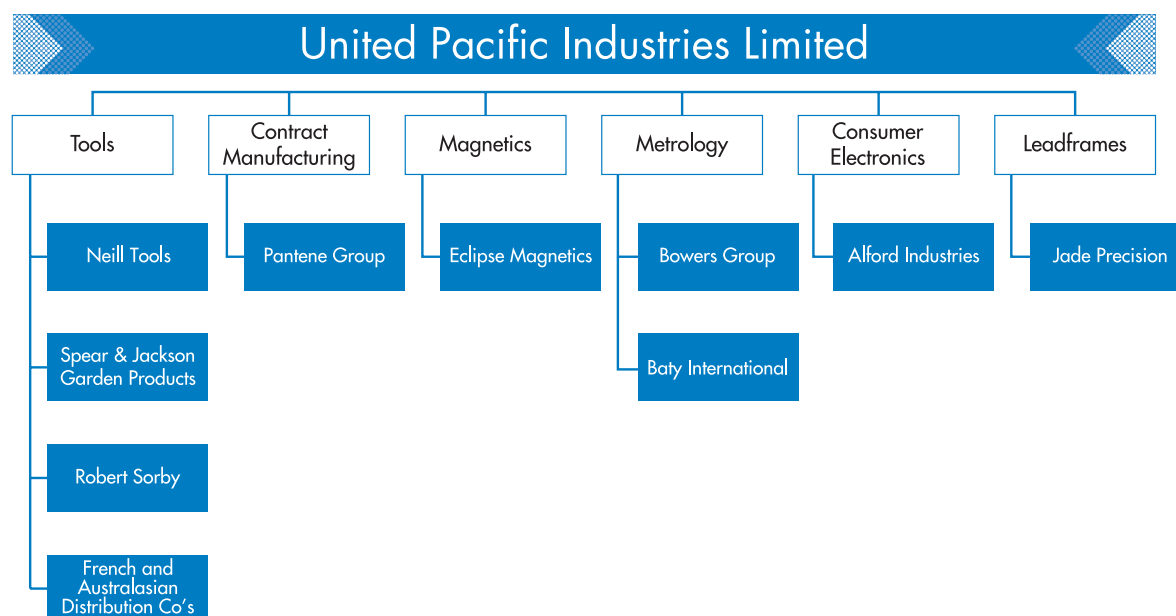 United Pacific Industries Limited
Tools
Contract
Manufacturing
Magnetics
Metrology
Consumer
Electronics
Leadframes
Neill Tools
Pantene Group
Eclipse Magnetics
Bowers Group
Alford Industries
Jade Precision
Spear & Jackson
Garden Products
Baty International
Robert Sorby
French and
Australasian
Distribution Co's